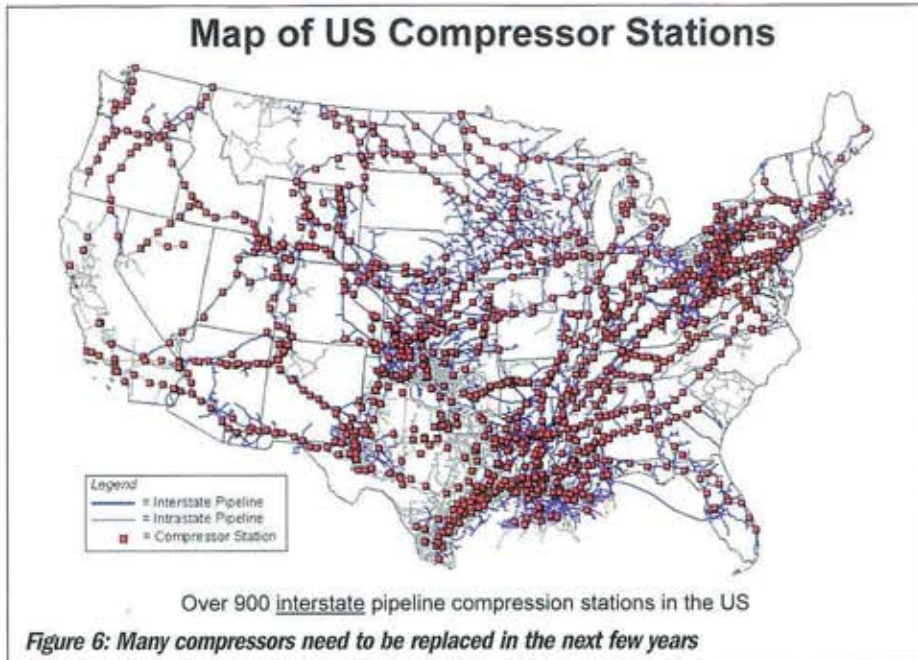 Map of US Compressor Stations
Legend
= Interstate Pipeline
= Intrastate Pipeline
= Compressor Station
Over 900 interstate pipeline compression stations in the US
Figure 6: Many compressors need to be replaced in the next few years